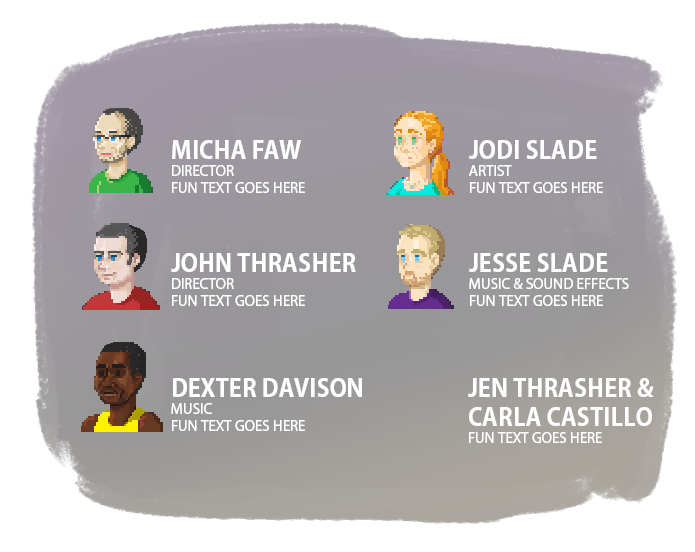 MICHA FAW
DIRECTOR
FUN TEXT GOES HERE
JODI SLADE
ARTIST
FUN TEXT GOES HERE
JOHN THRASHER
DIRECTOR
FUN TEXT GOES HERE
JESSE SLADE
MUSIC & SOUND EFFECTS
FUN TEXT GOES HERE
DEXTER DAVISON
MUSIC
FUN TEXT GOES HERE
JEN THRASHER &
CARLA CASTILLO
FUN TEXT GOES HERE